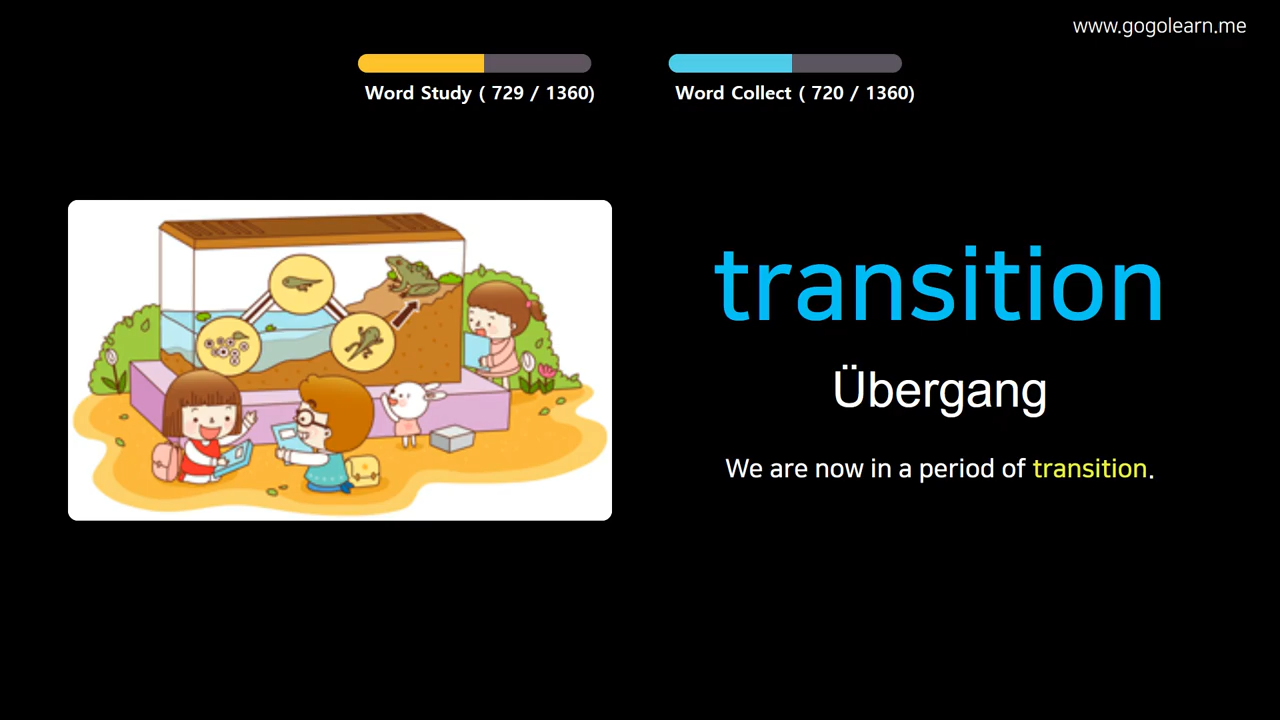 www.gogolearn.me
Word Study ( 729 / 1360)
Word Collect ( 720 / 1360)
transition
Übergang
We are now in a period of transition.